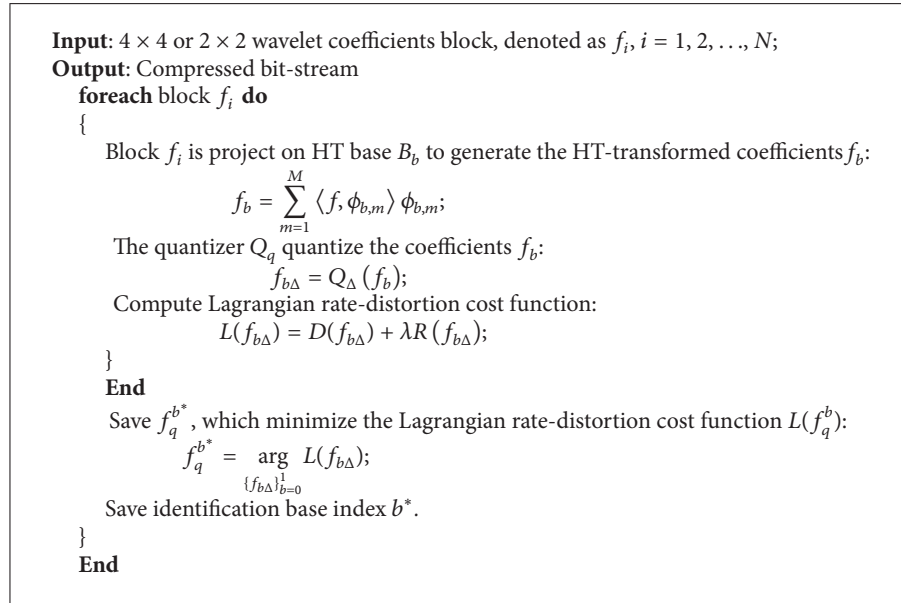 Input: 4 × 4 or 2 × 2 wavelet coefficients block, denoted as f_i, i = 1, 2, …, N;
Output: Compressed bit-stream
foreach block f_i do
{
Block f_i is project on HT base B_b to generate the HT-transformed coefficients f_b:
f_b = \sum_{m=1}^{M} ⟨f, ϕ_{b,m}⟩ ϕ_{b,m};
The quantizer Q_q quantize the coefficients f_b:
f_{bΔ} = Q_Δ (f_b);
Compute Lagrangian rate-distortion cost function:
L(f_{bΔ}) = D(f_{bΔ}) + λR (f_{bΔ});
}
End
Save f_q^{b*}, which minimize the Lagrangian rate-distortion cost function L(f_q^b):
f_q^{b*} = \arg_{\{f_{bΔ}\}_{b=0}^{1}} L(f_{bΔ});
Save identification base index b*.
}
End